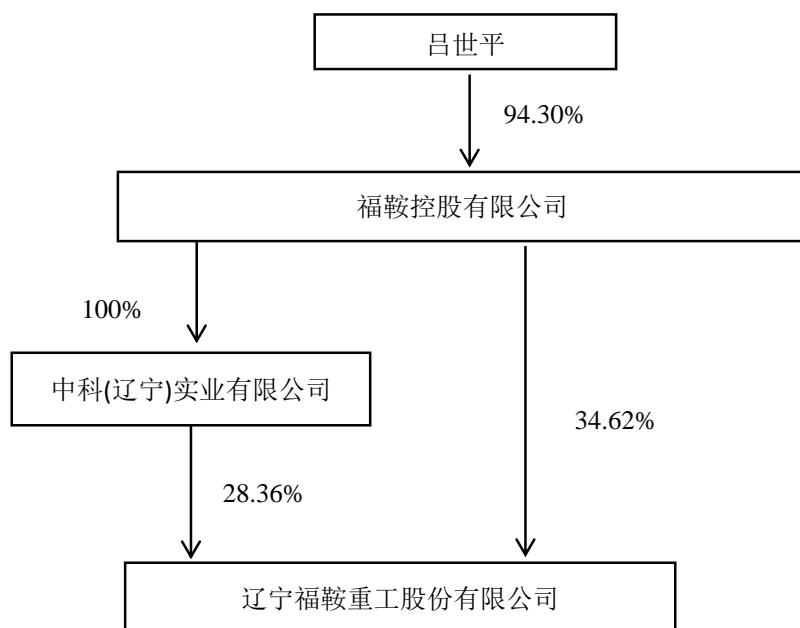 吕世平
94.30%
福鞍控股有限公司
100%
中科(辽宁)实业有限公司
34.62%
28.36%
辽宁福鞍重工股份有限公司